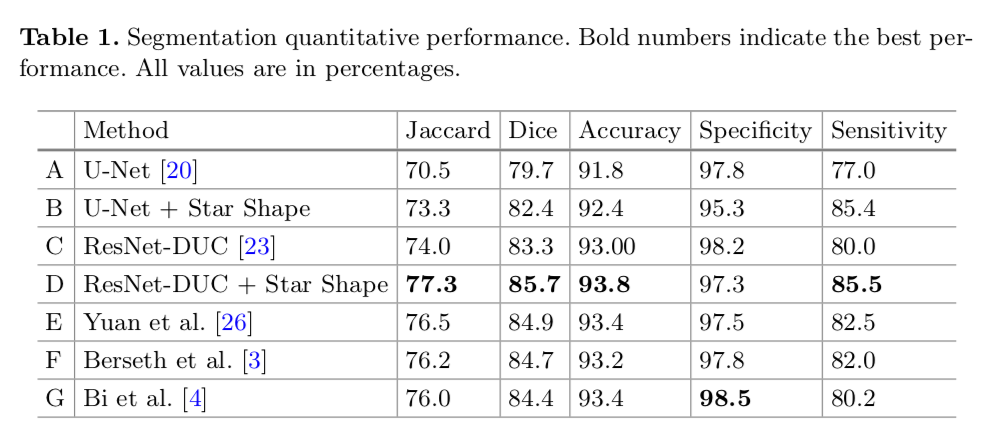 Table 1. Segmentation quantitative performance. Bold numbers indicate the best per-
formance. All values are in percentages.
Method Jaccard Dice Accuracy Specificity Sensitivity
A U-Net [20] 70.5 79.7 91.8 97.8 77.0
B U-Net + Star Shape 73.3 82.4 92.4 95.3 85.4
C ResNet-DUC [23] 74.0 83.3 93.00 98.2 80.0
D ResNet-DUC + Star Shape 77.3 85.7 93.8 97.3 85.5
E Yuan et al. [26] 76.5 84.9 93.4 97.5 82.5
F Berseth et al. [3] 76.2 84.7 93.2 97.8 82.0
G Bi et al. [4] 76.0 84.4 93.4 98.5 80.2